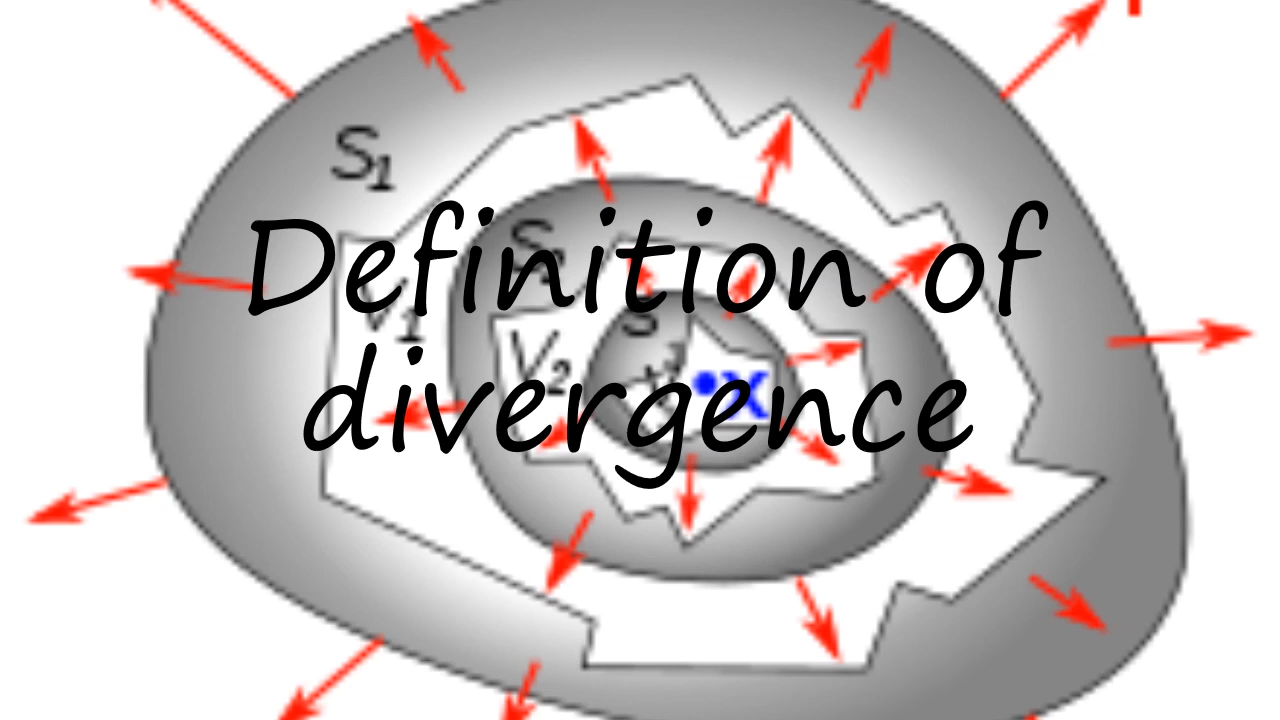 S1
Definition of
V1
V2
divergence
x